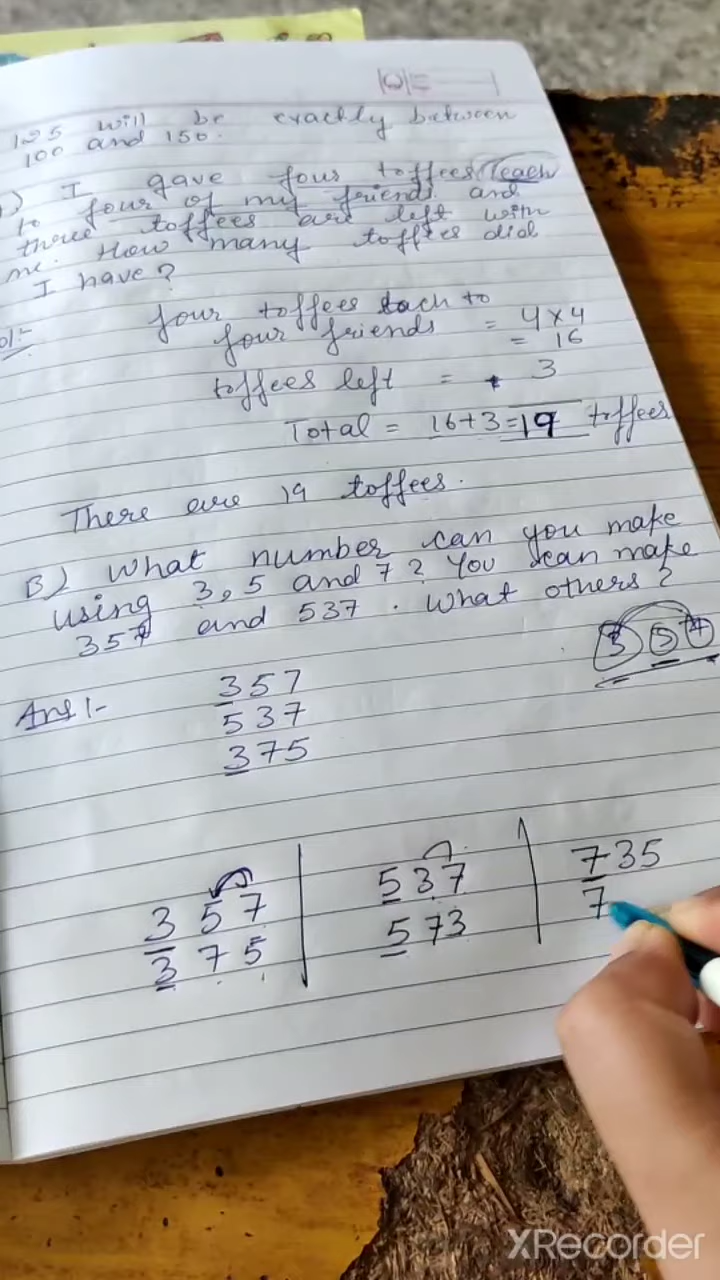 125 will be exactly between
100 and 150.
) I gave four toffees each
to four of my friends and
three toffees are left with
me. How many toffees did
I have?
ol:-
four toffees each to
four friends = 4×4
= 16
toffees left = + 3
Total = 16+3=19 toffees
There are 19 toffees.
B) What number can you make
using 3, 5 and 7? You can make
357 and 537. What others?
3 5 7
Ans:-
357
537
375
357
375
537
573
735
7
XRecorder